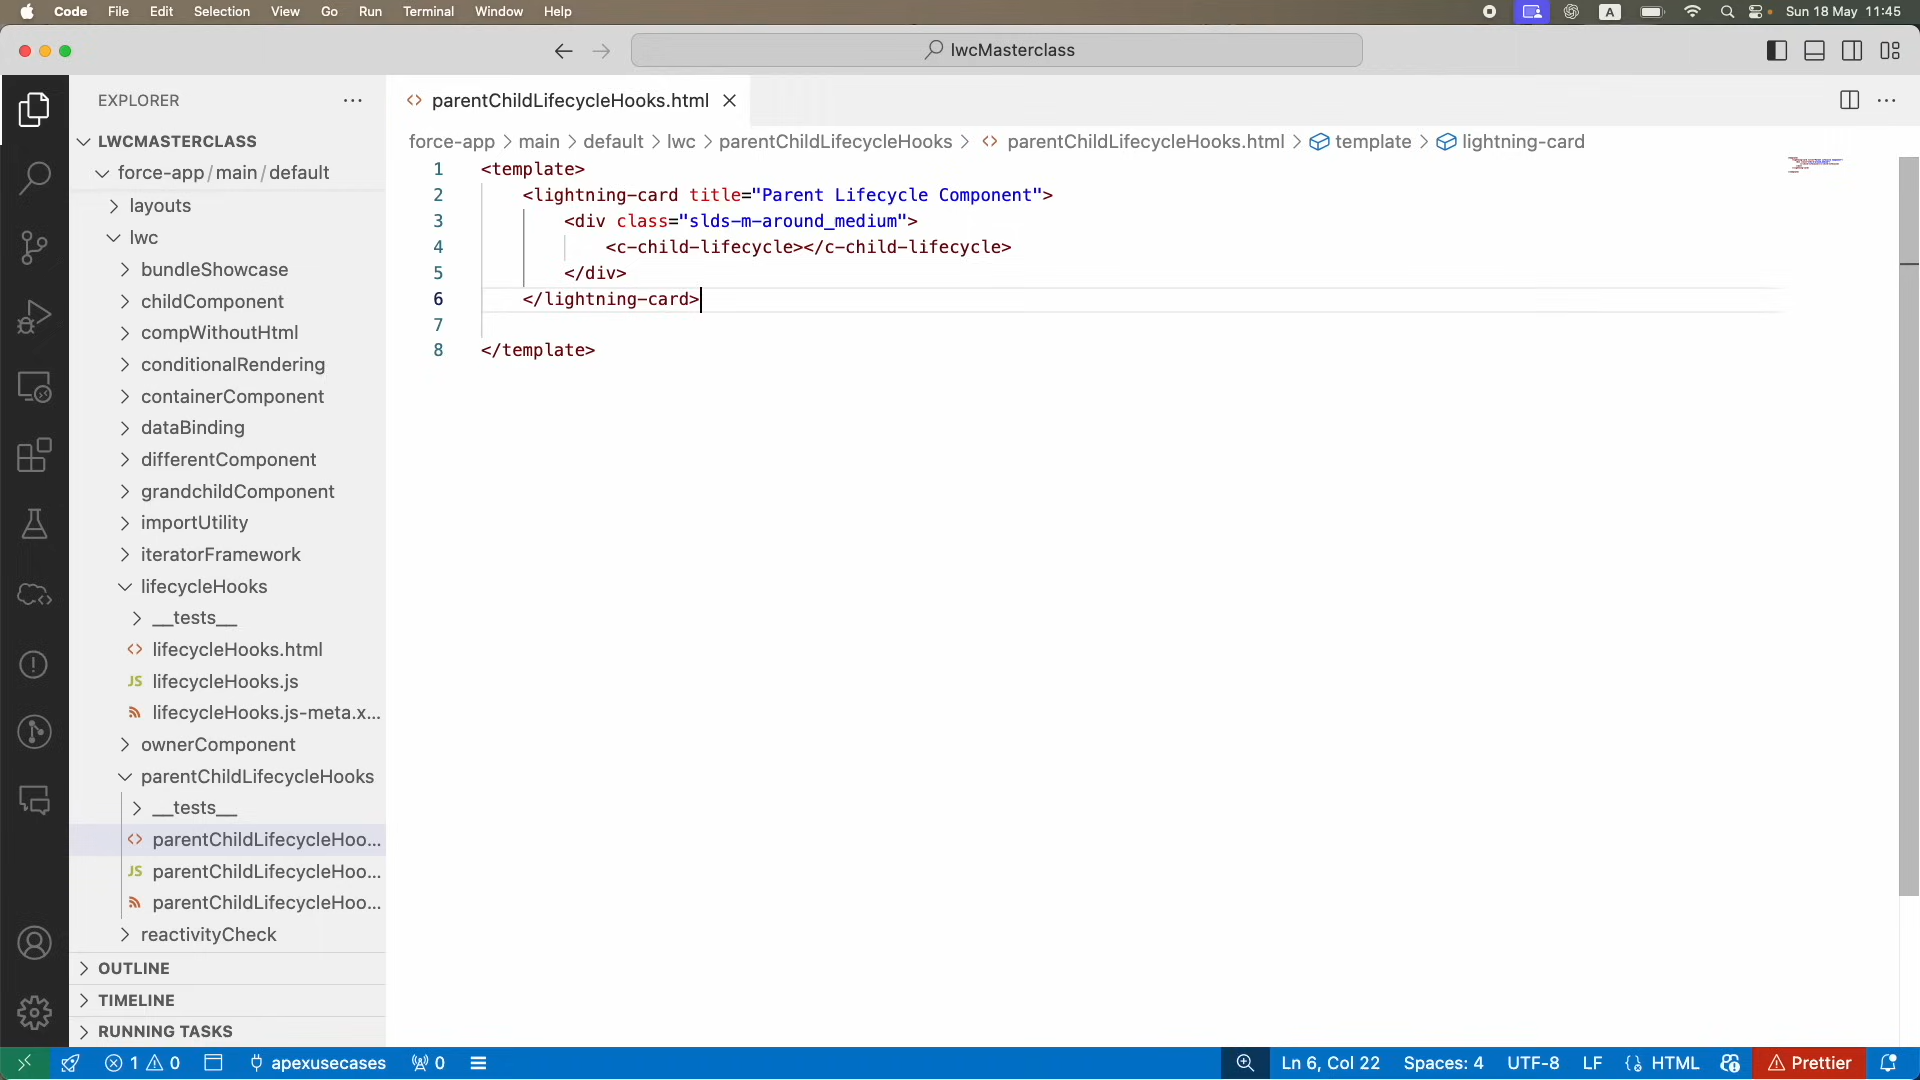 Code File Edit Selection View Go Run Terminal Window Help A Sun 18 May 11:45
lwcMasterclass
EXPLORER
LWCMASTERCLASS
force-app/main/default
layouts
lwc
bundleShowcase
childComponent
compWithoutHtml
conditionalRendering
containerComponent
dataBinding
differentComponent
grandchildComponent
importUtility
iteratorFramework
lifecycleHooks
__tests__
lifecycleHooks.html
JS lifecycleHooks.js
lifecycleHooks.js-meta.x...
ownerComponent
parentChildLifecycleHooks
__tests__
parentChildLifecycleHoo...
JS parentChildLifecycleHoo...
parentChildLifecycleHoo...
reactivityCheck
OUTLINE
TIMELINE
RUNNING TASKS
parentChildLifecycleHooks.html
force-app > main > default > lwc > parentChildLifecycleHooks > parentChildLifecycleHooks.html > template > lightning-card
1 <template>
2 <lightning-card title="Parent Lifecycle Component">
3 <div class="slds-m-around_medium">
4 <c-child-lifecycle></c-child-lifecycle>
5 </div>
6 </lightning-card>
7
8 </template>
1 0 apexusecases 0 Ln 6, Col 22 Spaces: 4 UTF-8 LF HTML Prettier